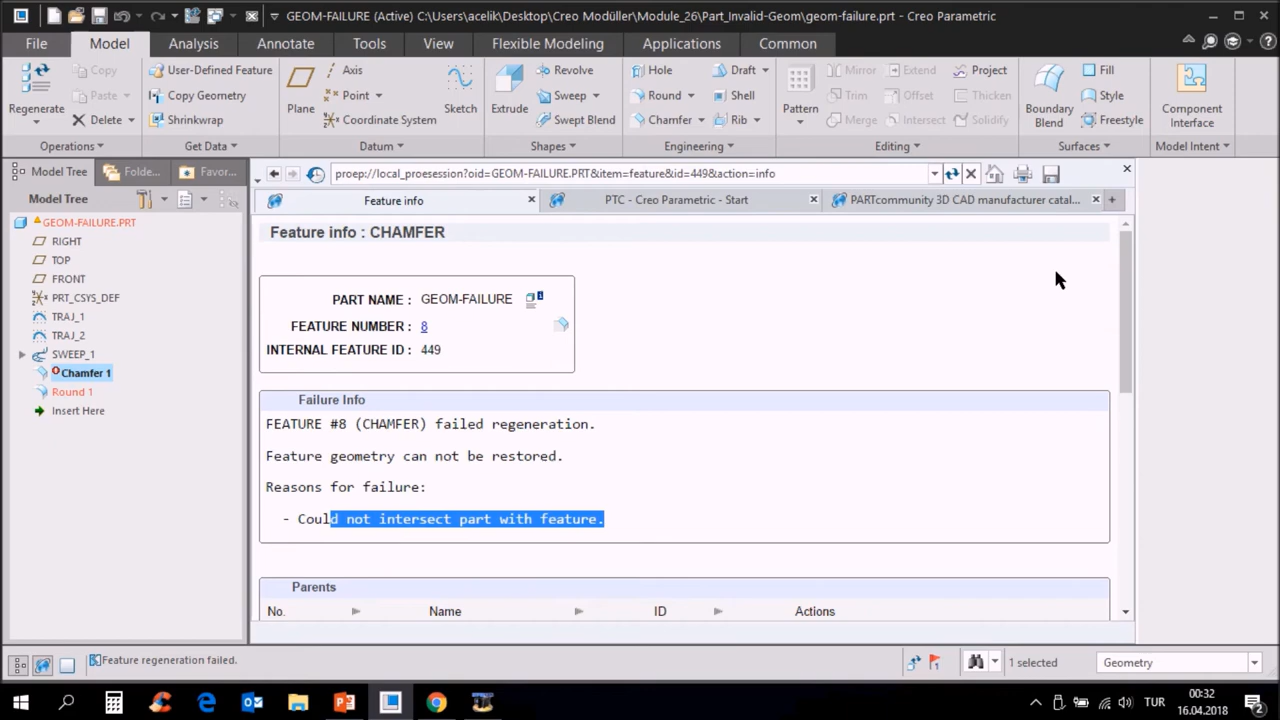 GEOM-FAILURE (Active) C:\Users\acelik\Desktop\Creo Modüller\Module_26\Part_Invalid-Geom\geom-failure.prt - Creo Parametric
File Model Analysis Annotate Tools View Flexible Modeling Applications Common
Regenerate
Copy
Paste
Delete
Operations
User-Defined Feature
Copy Geometry
Shrinkwrap
Get Data
Plane
Axis
Point
Coordinate System
Sketch
Datum
Extrude
Revolve
Sweep
Swept Blend
Shapes
Hole
Round
Chamfer
Draft
Shell
Rib
Engineering
Pattern
Mirror
Trim
Merge
Extend
Offset
Intersect
Project
Thicken
Solidify
Editing
Boundary
Blend
Fill
Style
Freestyle
Surfaces
Component
Interface
Model Intent
Model Tree Folde... Favor...
Model Tree
GEOM-FAILURE.PRT
RIGHT
TOP
FRONT
PRT_CSYS_DEF
TRAJ_1
TRAJ_2
SWEEP_1
Chamfer 1
Round 1
Insert Here
proep://local_proesession?oid=GEOM-FAILURE.PRT&item=feature&id=449&action=info
Feature info PTC - Creo Parametric - Start PARTcommunity 3D CAD manufacturer catal...
Feature info : CHAMFER
PART NAME : GEOM-FAILURE
FEATURE NUMBER : 8
INTERNAL FEATURE ID : 449
Failure Info
FEATURE #8 (CHAMFER) failed regeneration.
Feature geometry can not be restored.
Reasons for failure:
- Could not intersect part with feature.
Parents
No. Name ID Actions
Feature regeneration failed.
1 selected
Geometry
TUR
00:32
16.04.2018
2